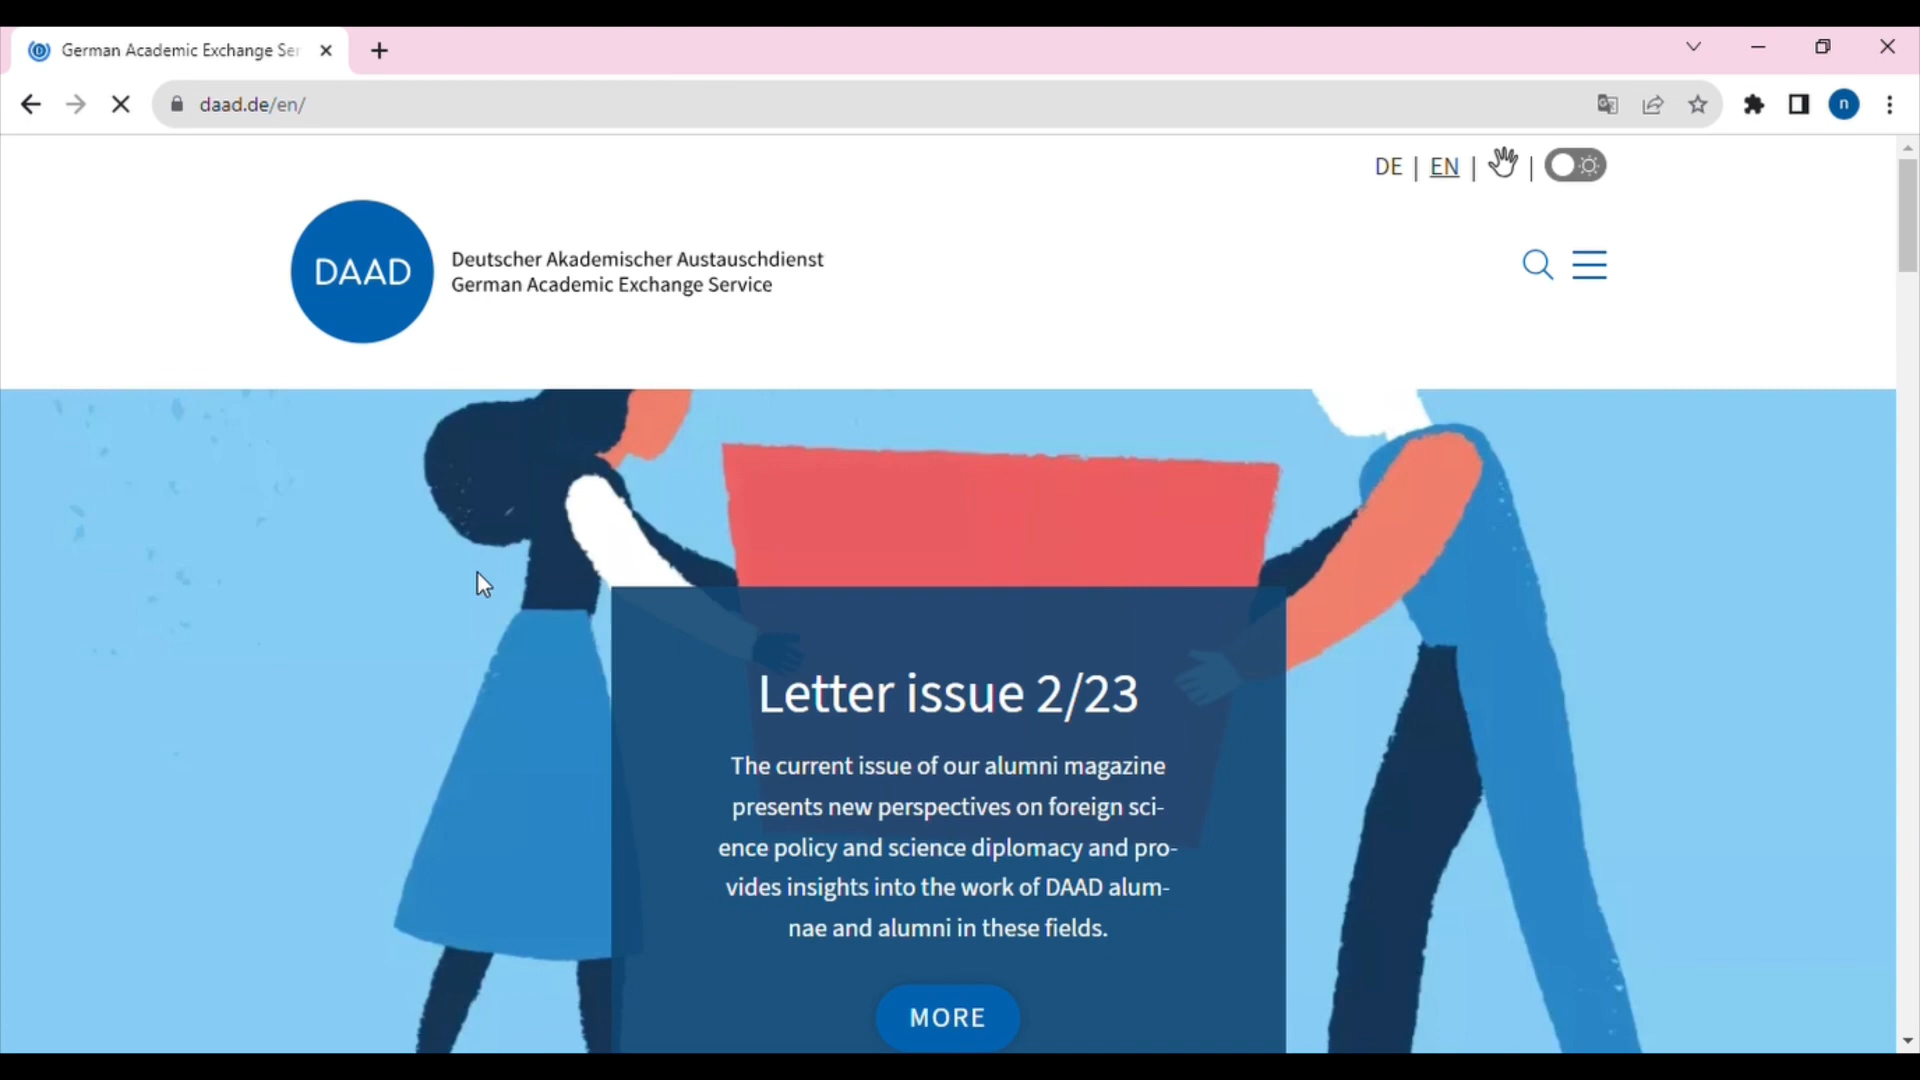 German Academic Exchange Ser
daad.de/en/
n
DE | EN | |
DAAD
Deutscher Akademischer Austauschdienst
German Academic Exchange Service
Letter issue 2/23
The current issue of our alumni magazine
presents new perspectives on foreign sci-
ence policy and science diplomacy and pro-
vides insights into the work of DAAD alum-
nae and alumni in these fields.
MORE